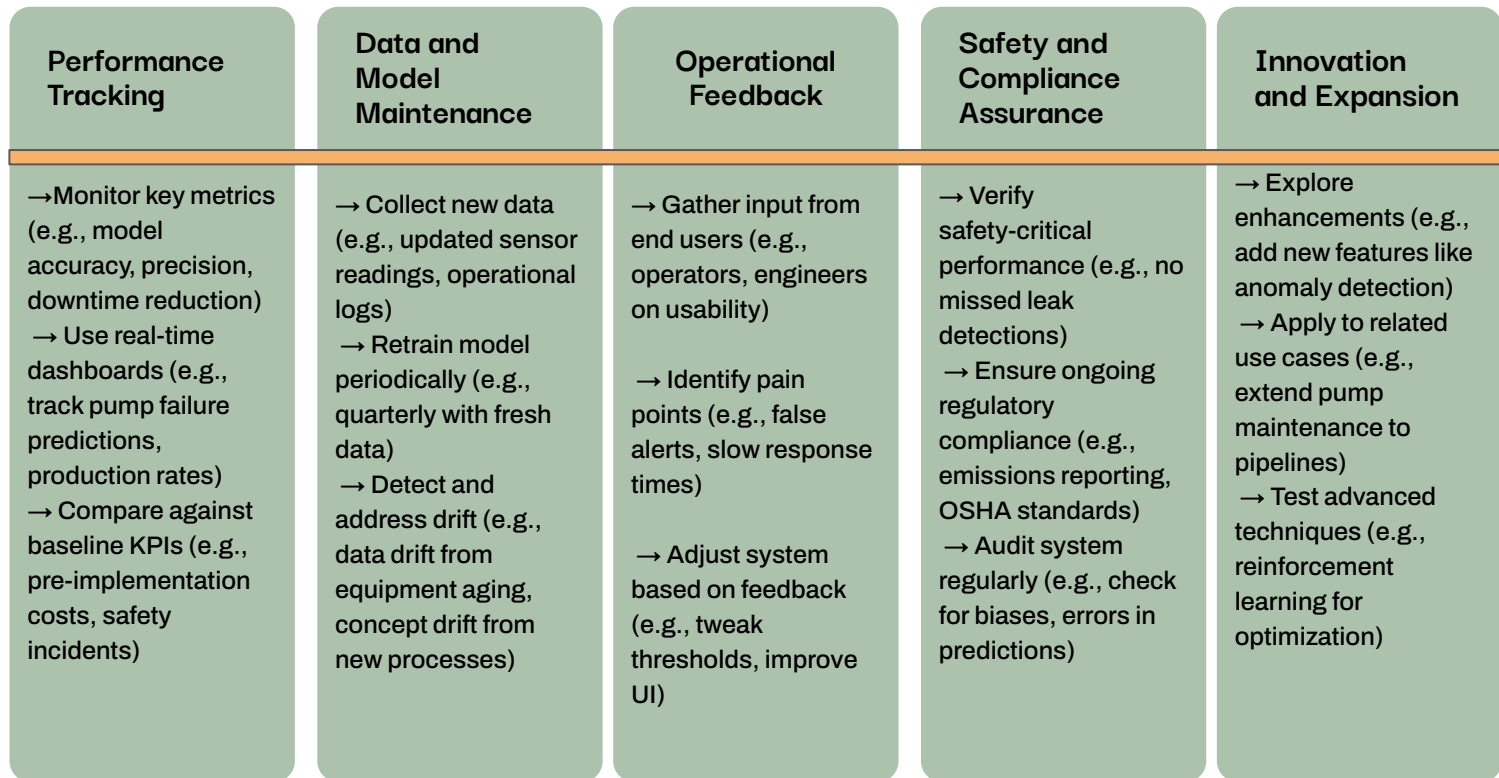 Performance
Tracking
→Monitor key metrics
(e.g., model
accuracy, precision,
downtime reduction)
→ Use real-time
dashboards (e.g.,
track pump failure
predictions,
production rates)
→ Compare against
baseline KPIs (e.g.,
pre-implementation
costs, safety
incidents)
Data and
Model
Maintenance
→ Collect new data
(e.g., updated sensor
readings, operational
logs)
→ Retrain model
periodically (e.g.,
quarterly with fresh
data)
→ Detect and
address drift (e.g.,
data drift from
equipment aging,
concept drift from
new processes)
Operational
Feedback
→ Gather input from
end users (e.g.,
operators, engineers
on usability)
→ Identify pain
points (e.g., false
alerts, slow response
times)
→ Adjust system
based on feedback
(e.g., tweak
thresholds, improve
UI)
Safety and
Compliance
Assurance
→ Verify
safety-critical
performance (e.g., no
missed leak
detections)
→ Ensure ongoing
regulatory
compliance (e.g.,
emissions reporting,
OSHA standards)
→ Audit system
regularly (e.g., check
for biases, errors in
predictions)
Innovation
and Expansion
→ Explore
enhancements (e.g.,
add new features like
anomaly detection)
→ Apply to related
use cases (e.g.,
extend pump
maintenance to
pipelines)
→ Test advanced
techniques (e.g.,
reinforcement
learning for
optimization)